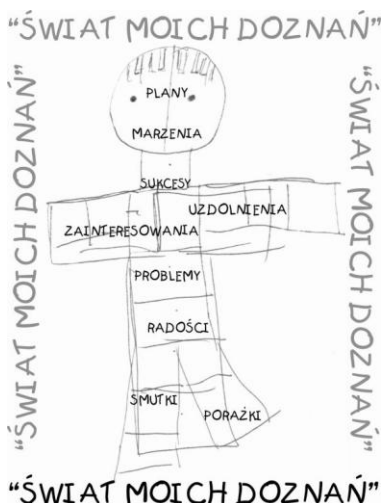 "ŚWIAT MOICH DOZNAŃ"
"ŚWIAT MOICH DOZNAŃ"
"ŚWIAT MOICH DOZNAŃ"
PLANY
MARZENIA
SUKCESY
UZDOLNIENIA
ZAINTERESOWANIA
PROBLEMY
RADOŚCI
SMUTKI
PORAŻKI
"ŚWIAT MOICH DOZNAŃ"